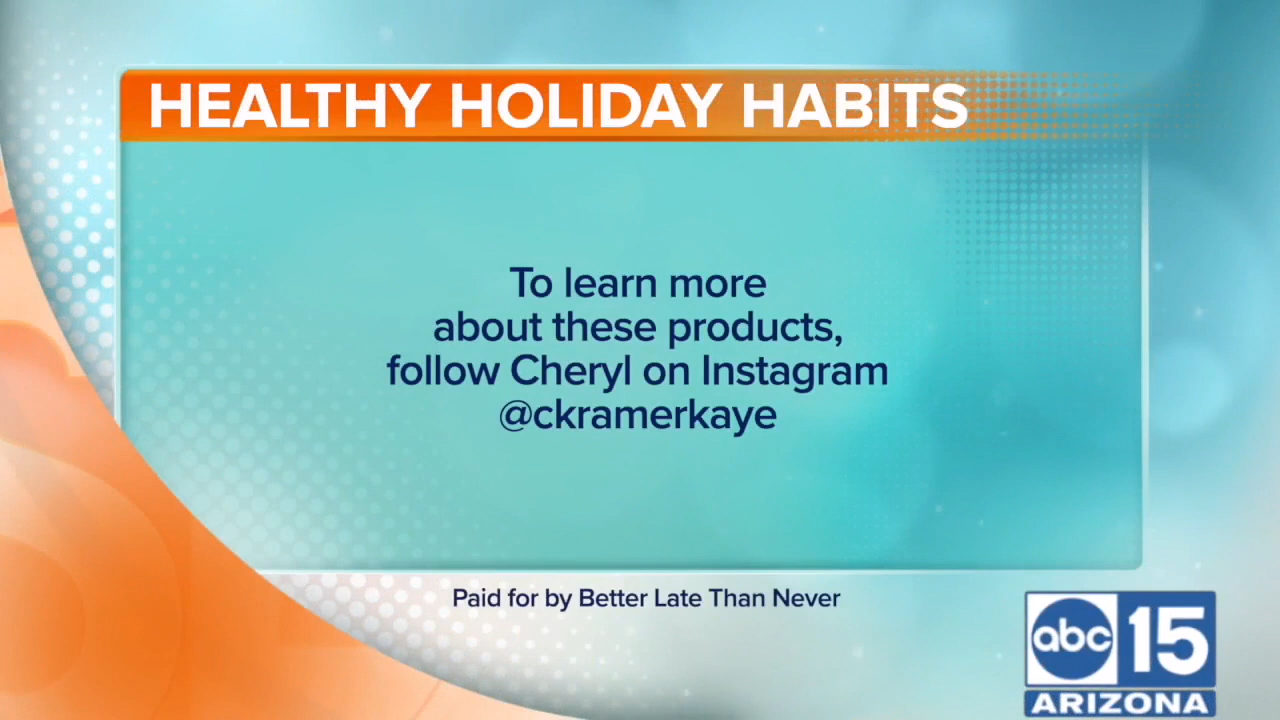 HEALTHY HOLIDAY HABITS
To learn more
about these products,
follow Cheryl on Instagram
@ckramerkaye
Paid for by Better Late Than Never
abc 15
ARIZONA